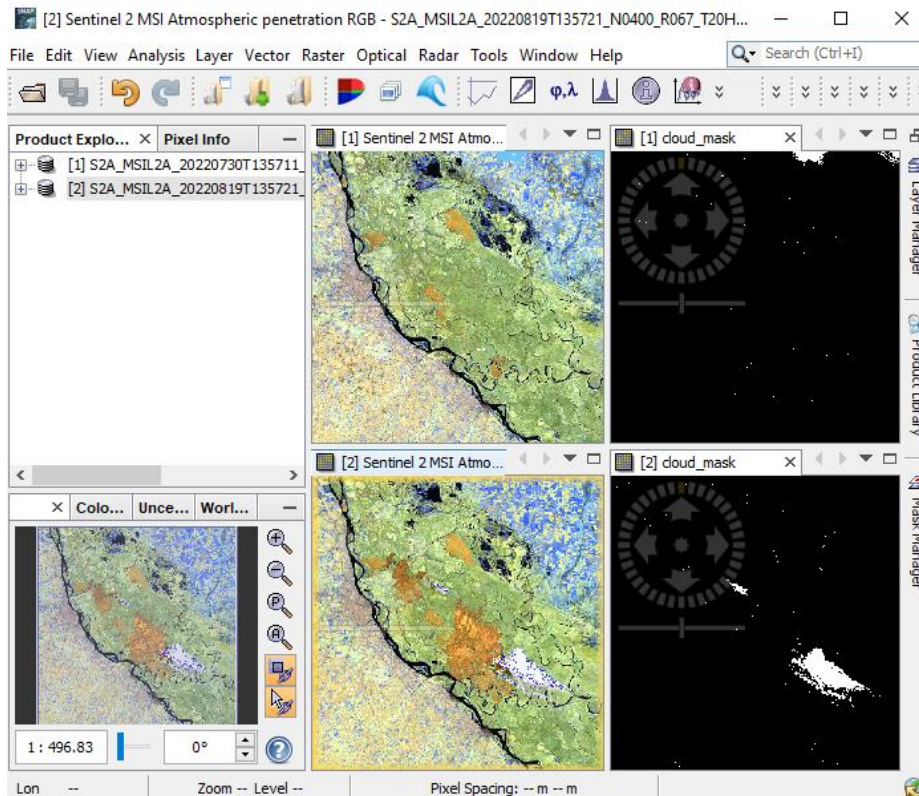 [2] Sentinel 2 MSI Atmospheric penetration RGB - S2A_MSIL2A_20220819T135721_N0400_R067_T20H...
File Edit View Analysis Layer Vector Raster Optical Radar Tools Window Help
Search (Ctrl+I)
φ,λ
Product Explo... Pixel Info
[1] S2A_MSIL2A_20220730T135711_
[2] S2A_MSIL2A_20220819T135721_
[1] Sentinel 2 MSI Atmo...
[1] cloud_mask
[2] Sentinel 2 MSI Atmo...
[2] cloud_mask
Layer Manager
Product Library
Mask Manager
Colo... Unce... Worl...
1 : 496.83
0°
Lon -- Zoom -- Level -- Pixel Spacing: -- m -- m